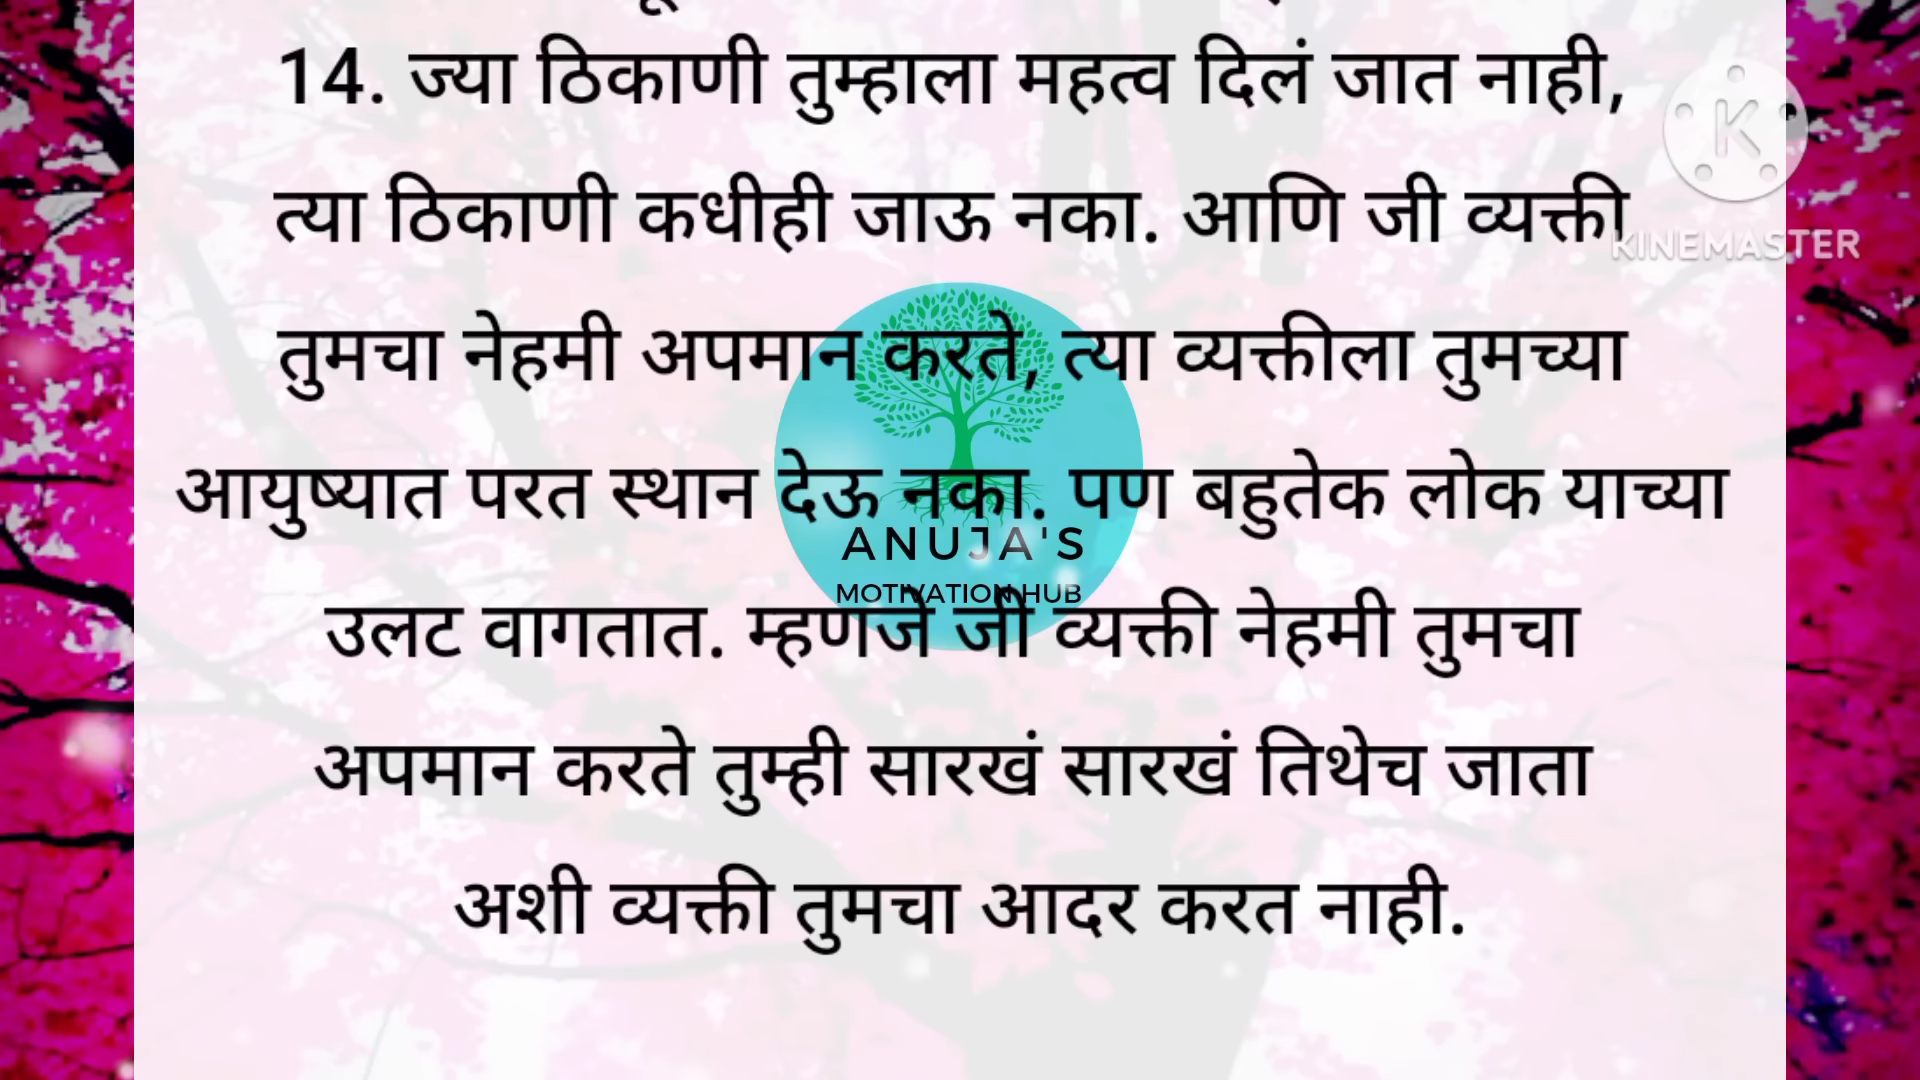 14. ज्या ठिकाणी तुम्हाला महत्व दिलं जात नाही,
त्या ठिकाणी कधीही जाऊ नका. आणि जी व्यक्ती
KINEMASTER
तुमचा नेहमी अपमान करते, त्या व्यक्तीला तुमच्या
आयुष्यात परत स्थान देऊ नका. पण बहुतेक लोक याच्या
ANUJA'S
MOTIVATION HUB
उलट वागतात. म्हणजे जी व्यक्ती नेहमी तुमचा
अपमान करते तुम्ही सारखं सारखं तिथेच जाता
अशी व्यक्ती तुमचा आदर करत नाही.